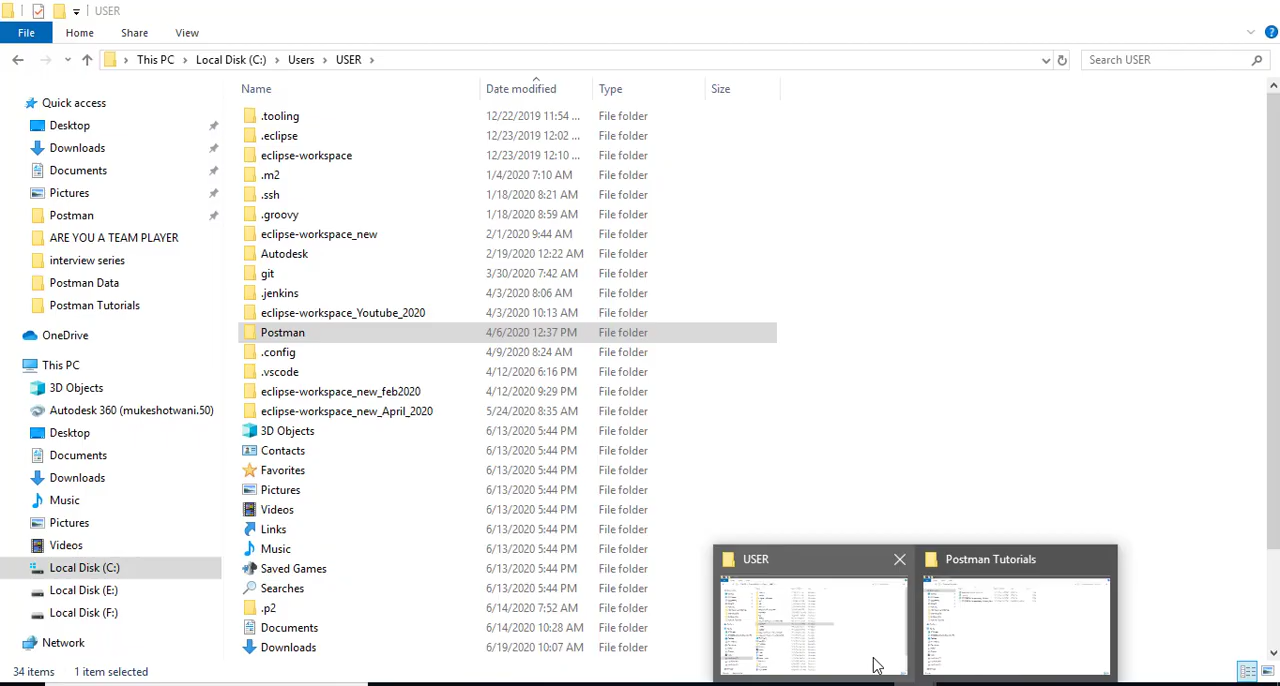 USER
File Home Share View
This PC Local Disk (C:) Users USER Search USER
Name Date modified Type Size
Quick access
Desktop
Downloads
Documents
Pictures
Postman
ARE YOU A TEAM PLAYER
interview series
Postman Data
Postman Tutorials
OneDrive
This PC
3D Objects
Autodesk 360 (mukeshotwani.50)
Desktop
Documents
Downloads
Music
Pictures
Videos
Local Disk (C:)
Local Disk (E:)
Local Disk (F:)
Network
.tooling 12/22/2019 11:54 ... File folder
.eclipse 12/23/2019 12:02 ... File folder
eclipse-workspace 12/23/2019 12:10 ... File folder
.m2 1/4/2020 7:10 AM File folder
.ssh 1/18/2020 8:21 AM File folder
.groovy 1/18/2020 8:59 AM File folder
eclipse-workspace_new 2/1/2020 9:44 AM File folder
Autodesk 2/19/2020 12:22 AM File folder
git 3/30/2020 7:42 AM File folder
.jenkins 4/3/2020 8:06 AM File folder
eclipse-workspace_Youtube_2020 4/3/2020 10:13 AM File folder
Postman 4/6/2020 12:37 PM File folder
.config 4/9/2020 8:24 AM File folder
.vscode 4/12/2020 6:16 PM File folder
eclipse-workspace_new_feb2020 4/12/2020 9:29 PM File folder
eclipse-workspace_new_April_2020 5/24/2020 8:35 AM File folder
3D Objects 6/13/2020 5:44 PM File folder
Contacts 6/13/2020 5:44 PM File folder
Favorites 6/13/2020 5:44 PM File folder
Pictures 6/13/2020 5:44 PM File folder
Videos 6/13/2020 5:44 PM File folder
Links 6/13/2020 5:44 PM File folder
Music 6/13/2020 5:44 PM File folder
Saved Games 6/13/2020 5:44 PM File folder
Searches 6/13/2020 5:44 PM File folder
.p2 6/14/2020 7:52 AM File folder
Documents 6/14/2020 10:28 AM File folder
Downloads 6/19/2020 10:07 AM File folder
USER Postman Tutorials
34 items 1 item selected